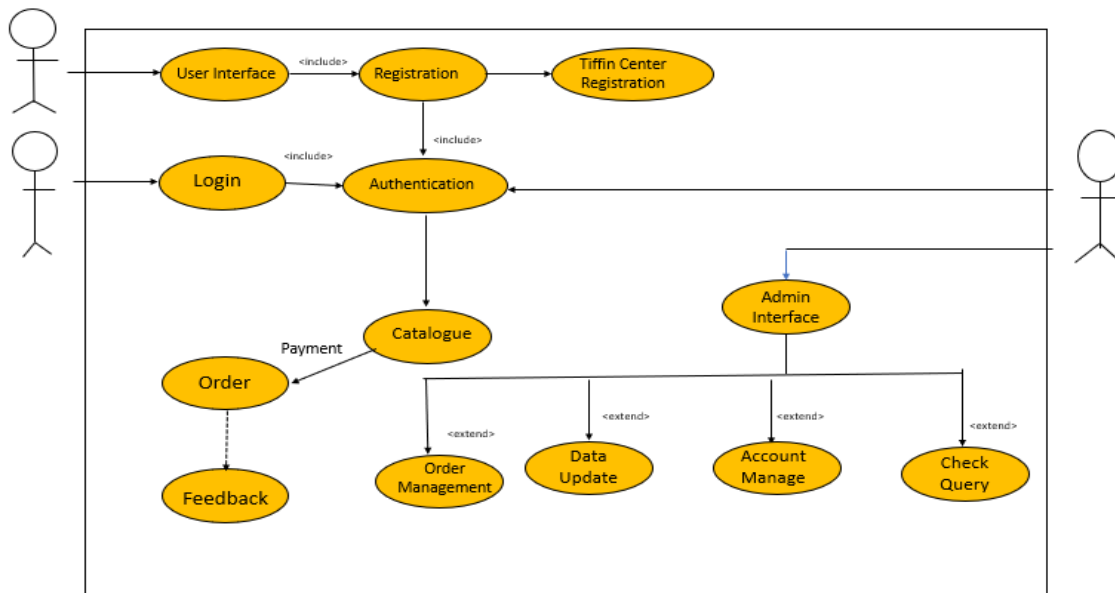 User Interface
<include>
Registration
Tiffin Center
Registration
<include>
Login
<include>
Authentication
Admin
Interface
Catalogue
Payment
Order
<extend>
<extend>
<extend>
<extend>
Order
Management
Data
Update
Account
Manage
Check
Query
Feedback